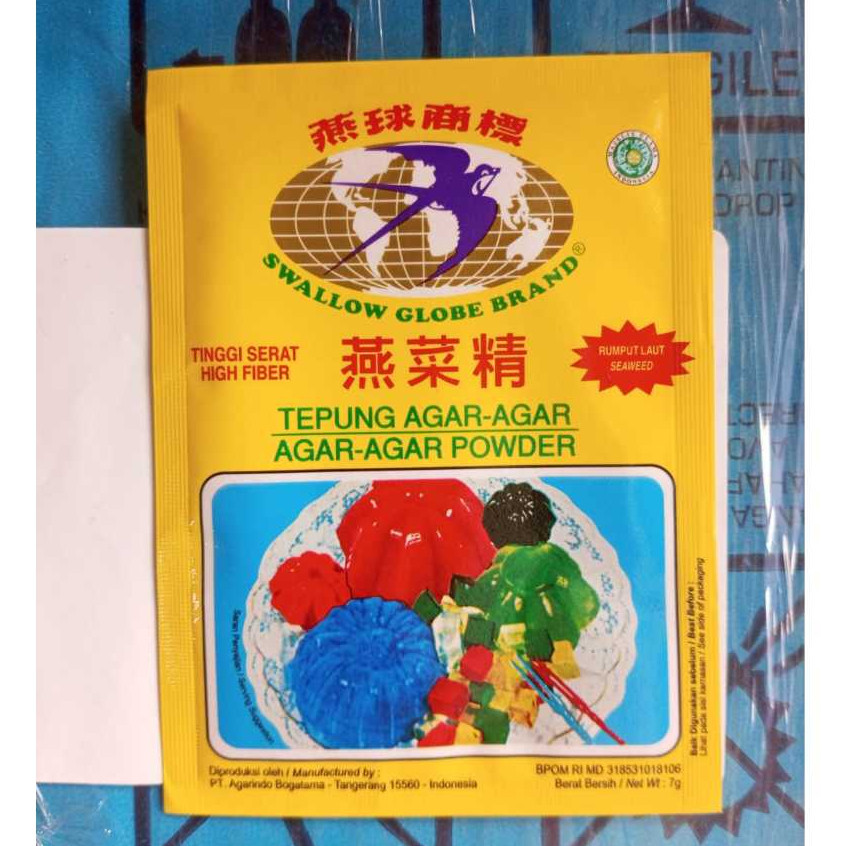 燕球商標
SWALLOW GLOBE BRAND®
TINGGI SERAT
HIGH FIBER
燕菜精
RUMPUT LAUT
SEAWEED
TEPUNG AGAR-AGAR
AGAR-AGAR POWDER
Saran Penyajian / Serving Suggestion
Baik Digunakan sebelum / Best Before :
Lihat pada sisi kemasan / See side of packaging
Diproduksi oleh / Manufactured by :
PT. Agarindo Bogatama - Tangerang 15560 - Indonesia
BPOM RI MD 318531018106
Berat Bersih / Net Wt : 7g
DROP